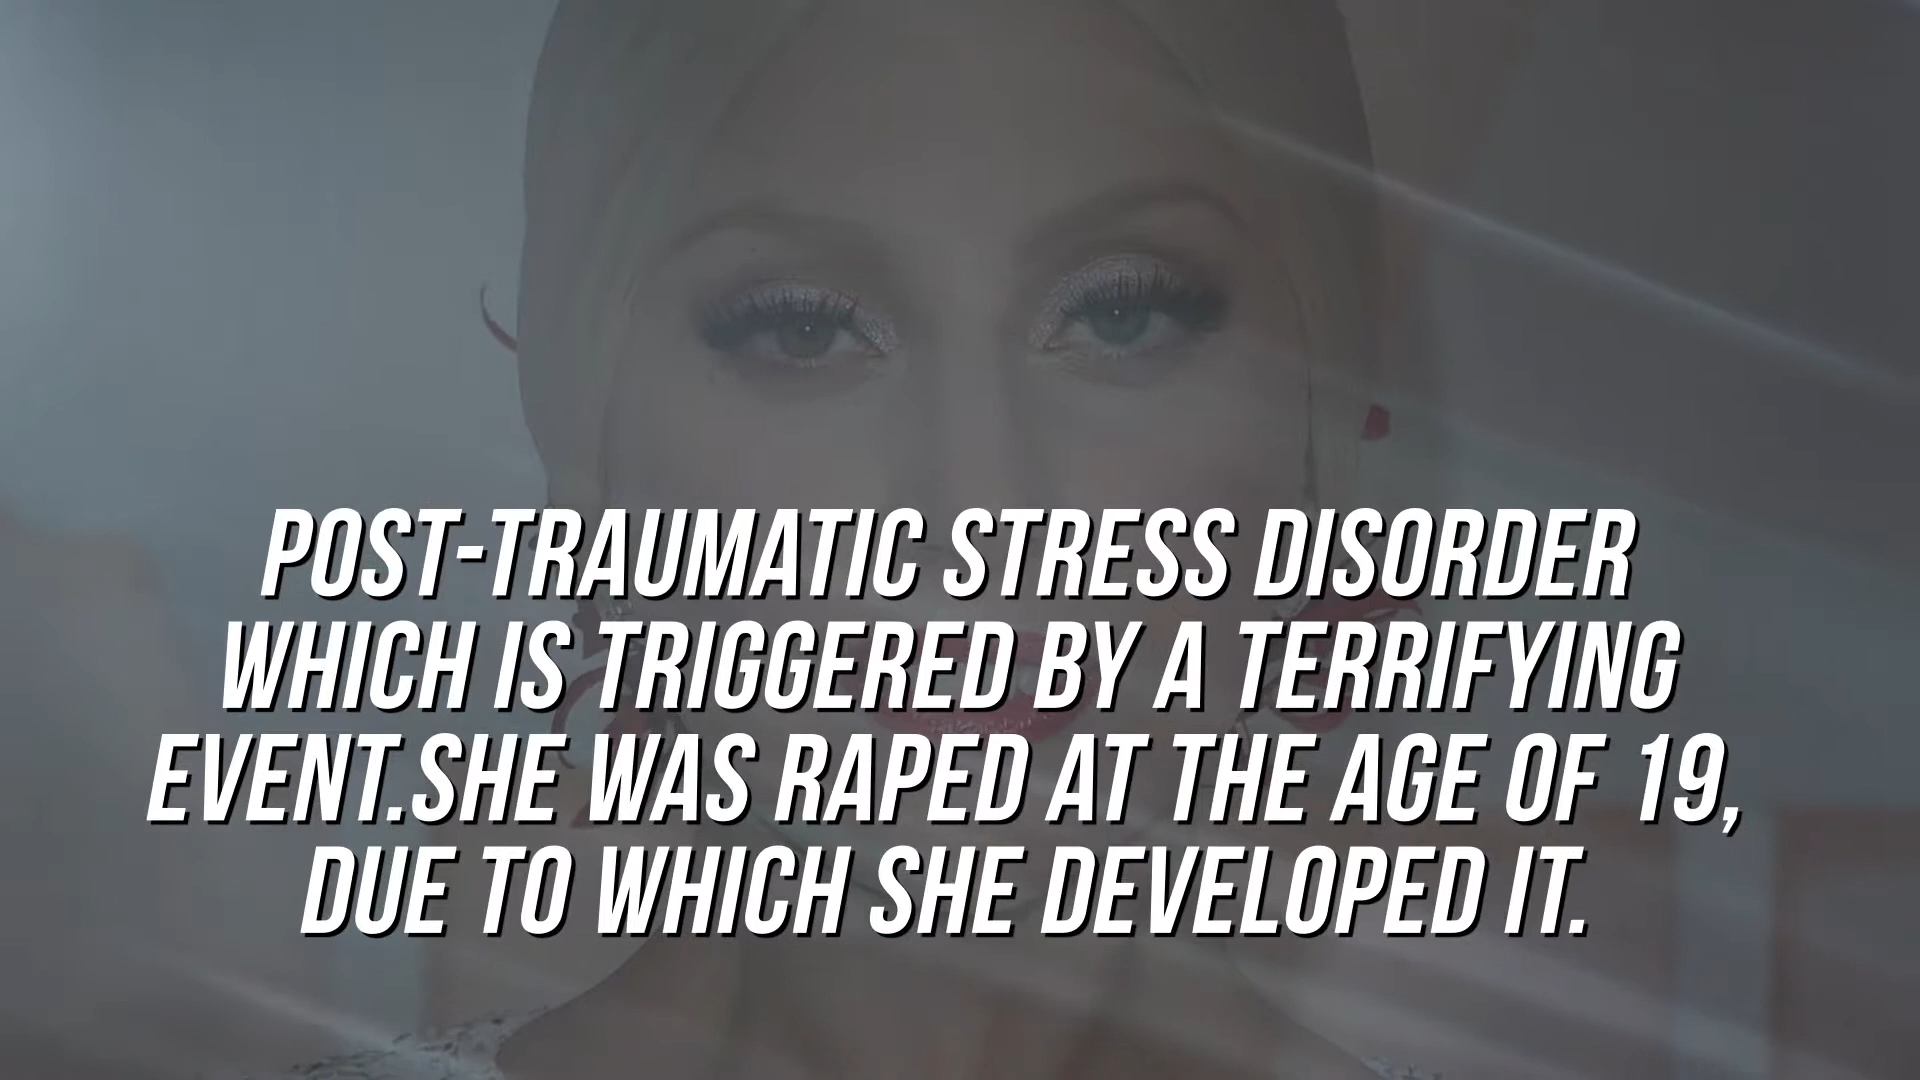 POST-TRAUMATIC STRESS DISORDER
WHICH IS TRIGGERED BY A TERRIFYING
EVENT.SHE WAS RAPED AT THE AGE OF 19,
DUE TO WHICH SHE DEVELOPED IT.